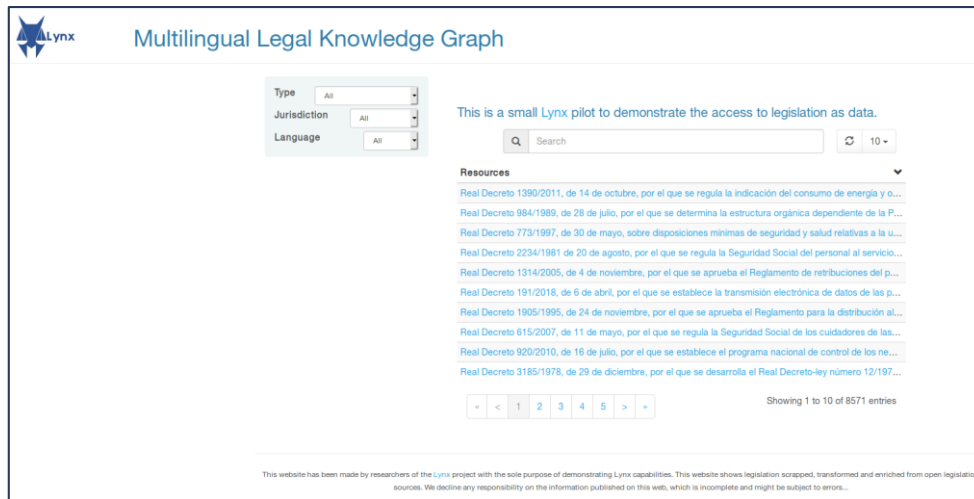 Lynx
Multilingual Legal Knowledge Graph
Type All
Jurisdiction All
Language All
This is a small Lynx pilot to demonstrate the access to legislation as data.
Search
10
Resources
Real Decreto 1390/2011, de 14 de octubre, por el que se regula la indicación del consumo de energía y o...
Real Decreto 984/1989, de 28 de julio, por el que se determina la estructura orgánica dependiente de la P...
Real Decreto 773/1997, de 30 de mayo, sobre disposiciones mínimas de seguridad y salud relativas a la u...
Real Decreto 2234/1981 de 20 de agosto, por el que se regula la Seguridad Social del personal al servicio...
Real Decreto 1314/2005, de 4 de noviembre, por el que se aprueba el Reglamento de retribuciones del p...
Real Decreto 191/2018, de 6 de abril, por el que se establece la transmisión electrónica de datos de las p...
Real Decreto 1905/1995, de 24 de noviembre, por el que se aprueba el Reglamento para la distribución al...
Real Decreto 615/2007, de 11 de mayo, por el que se regula la Seguridad Social de los cuidadores de las...
Real Decreto 920/2010, de 16 de julio, por el que se establece el programa nacional de control de los ne...
Real Decreto 3185/1978, de 29 de diciembre, por el que se desarrolla el Real Decreto-ley número 12/197...
« < 1 2 3 4 5 > »
Showing 1 to 10 of 8571 entries
This website has been made by researchers of the Lynx project with the sole purpose of demonstrating Lynx capabilities. This website shows legislation scrapped, transformed and enriched from open legislatio
sources. We decline any responsibility on the information published on this web, which is incomplete and might be subject to errors...